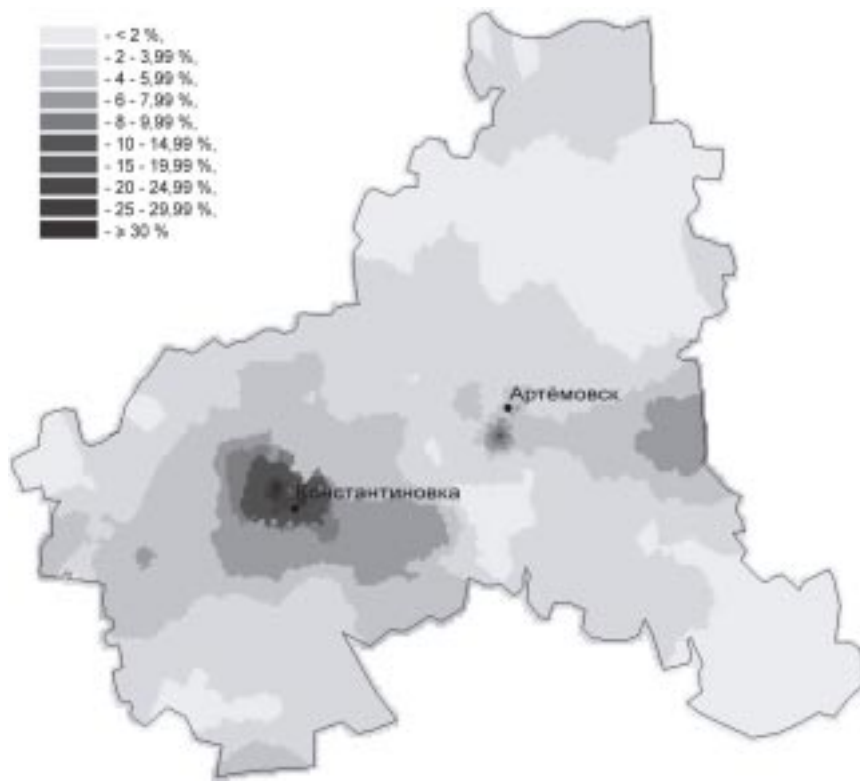 - < 2 %,
- 2 - 3,99 %,
- 4 - 5,99 %,
- 6 - 7,99 %,
- 8 - 9,99 %,
- 10 - 14,99 %,
- 15 - 19,99 %,
- 20 - 24,99 %,
- 25 - 29,99 %,
- ≥ 30 %
Артёмовск
Константиновка